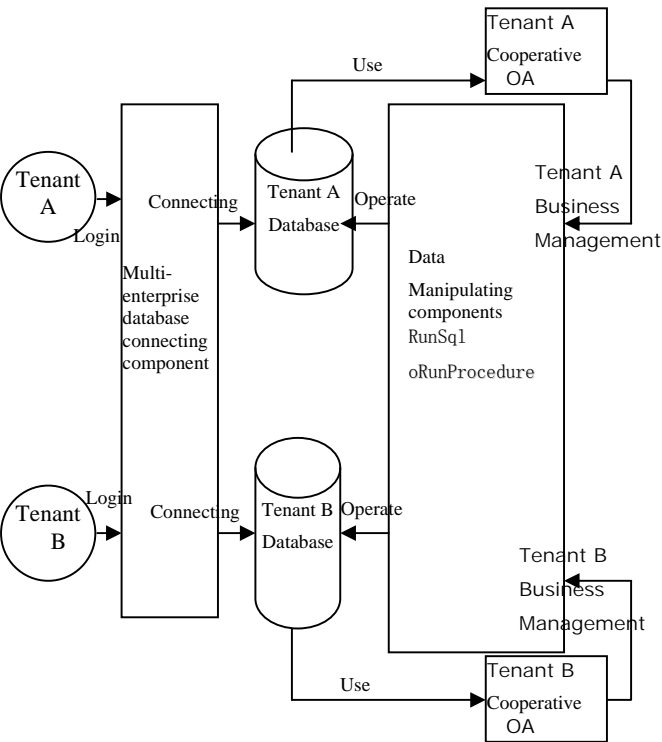 Tenant A
Cooperative
OA
Use
Tenant
A
Login
Connecting
Tenant A
Database
Operate
Tenant A
Business
Management
Multi-
enterprise
database
connecting
component
Data
Manipulating
components
RunSql
oRunProcedure
Login
Tenant
B
Connecting
Tenant B
Database
Operate
Tenant B
Business
Management
Use
Tenant B
Cooperative
OA